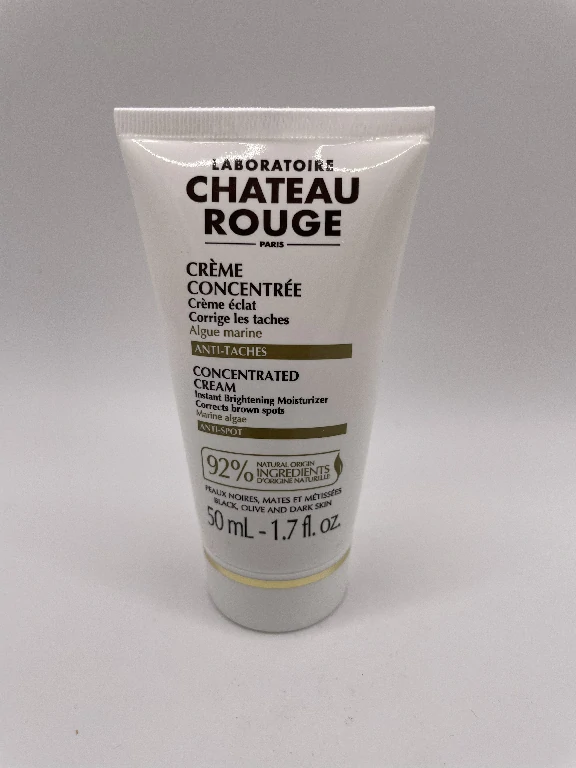 LABORATOIRE
CHATEAU
ROUGE
PARIS
CRÈME
CONCENTRÉE
Crème éclat
Corrige les taches
Algue marine
ANTI-TACHES
CONCENTRATED
CREAM
Instant Brightening Moisturizer
Corrects brown spots
Marine algae
ANTI-SPOT
92% NATURAL ORIGIN
INGREDIENTS
D'ORIGINE NATURELLE
PEAUX NOIRES, MATES ET MÉTISSÉES
BLACK, OLIVE AND DARK SKIN
50 mL - 1.7 fl. oz.